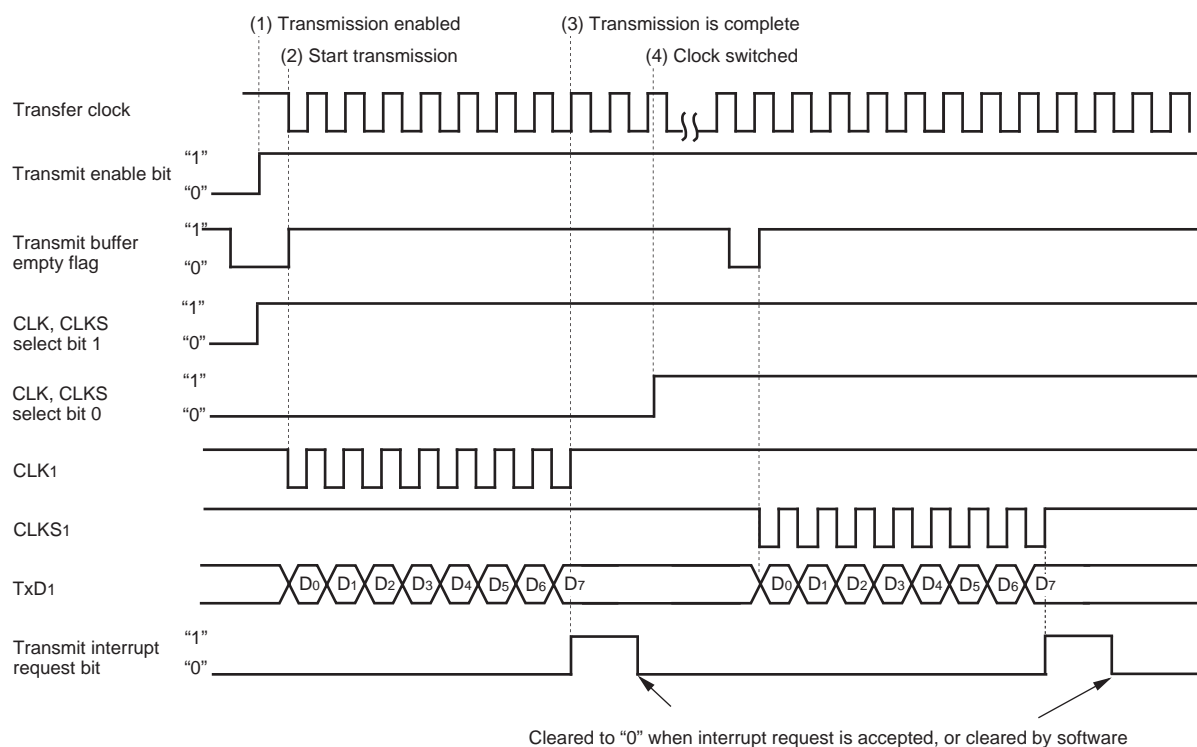 (1) Transmission enabled
(3) Transmission is complete
(2) Start transmission
(4) Clock switched
Transfer clock
“1”
Transmit enable bit
“0”
“1”
Transmit buffer
empty flag
“0”
“1”
CLK, CLKS
select bit 1
“0”
“1”
CLK, CLKS
select bit 0
“0”
CLK1
CLKS1
TxD1
D0 D1 D2 D3 D4 D5 D6 D7 D0 D1 D2 D3 D4 D5 D6 D7
“1”
Transmit interrupt
request bit
“0”
Cleared to “0” when interrupt request is accepted, or cleared by software